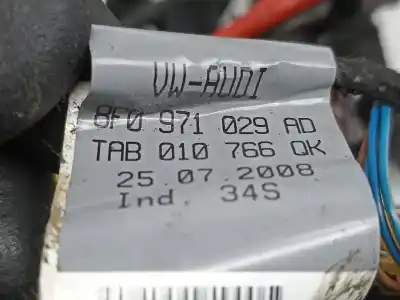 VW-AUDI
8F0 971 029 AD
TAB 010 766 QK
25.07.2008
Ind. 34S